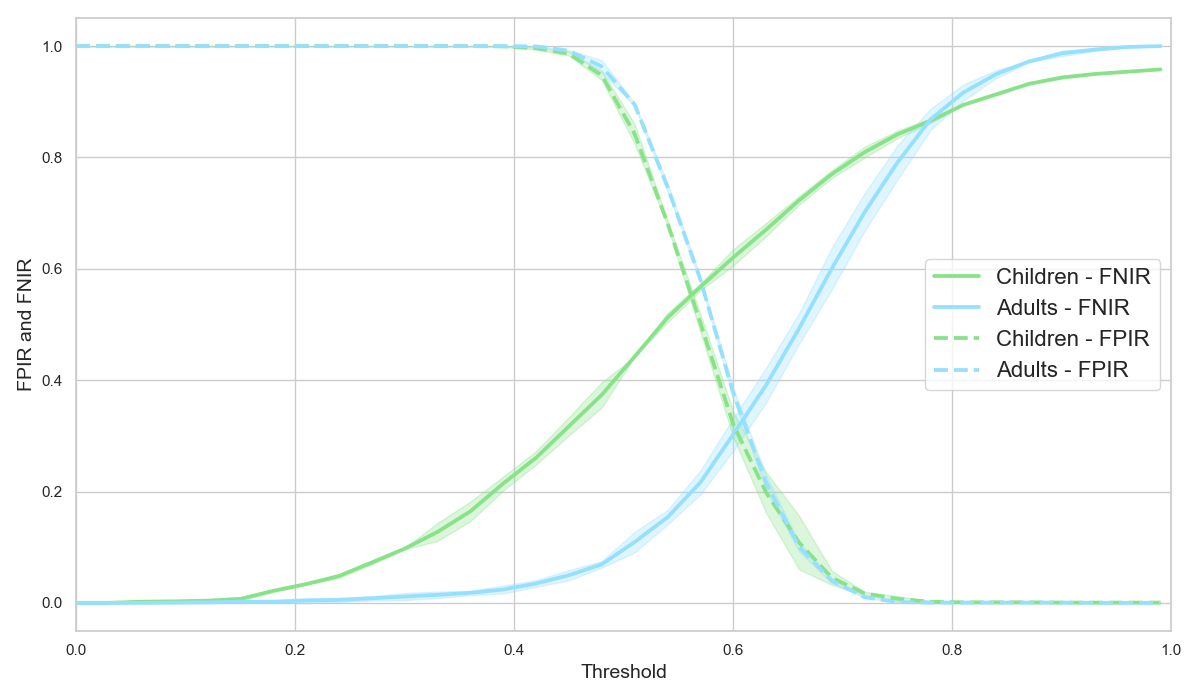 1.0
0.8
0.6
0.4
0.2
0.0
FPIR and FNIR
Children - FNIR
Adults - FNIR
Children - FPIR
Adults - FPIR
0.0 0.2 0.4 0.6 0.8 1.0
Threshold